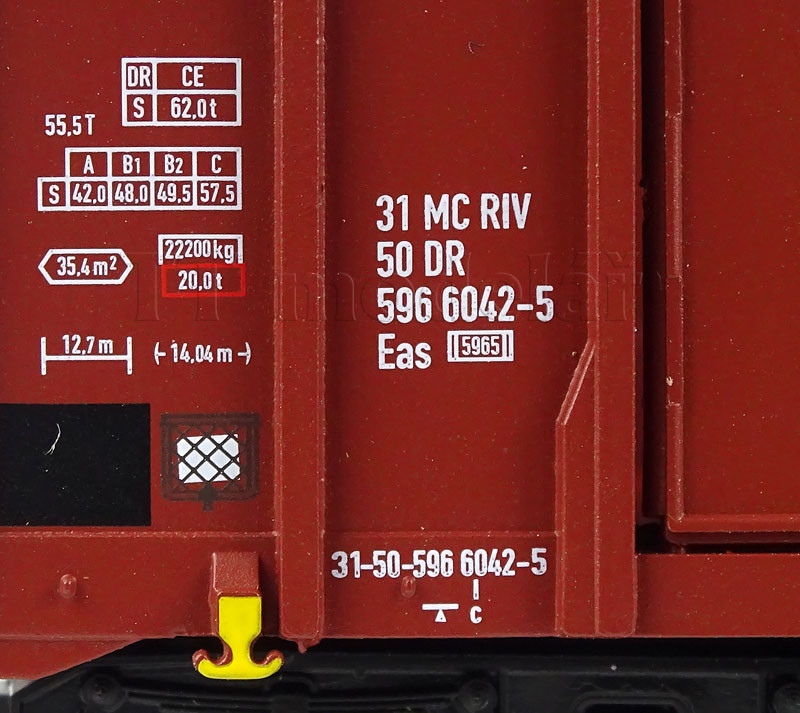 DR CE
S 62,0t
55,5T
A B1 B2 C
S 42,0 48,0 49,5 57,5
35,4m²
22200kg
20,0t
12,7m
(-14,04m-)
31 MC RIV
50 DR
596 6042-5
Eas 5965
31-50-596 6042-5
C